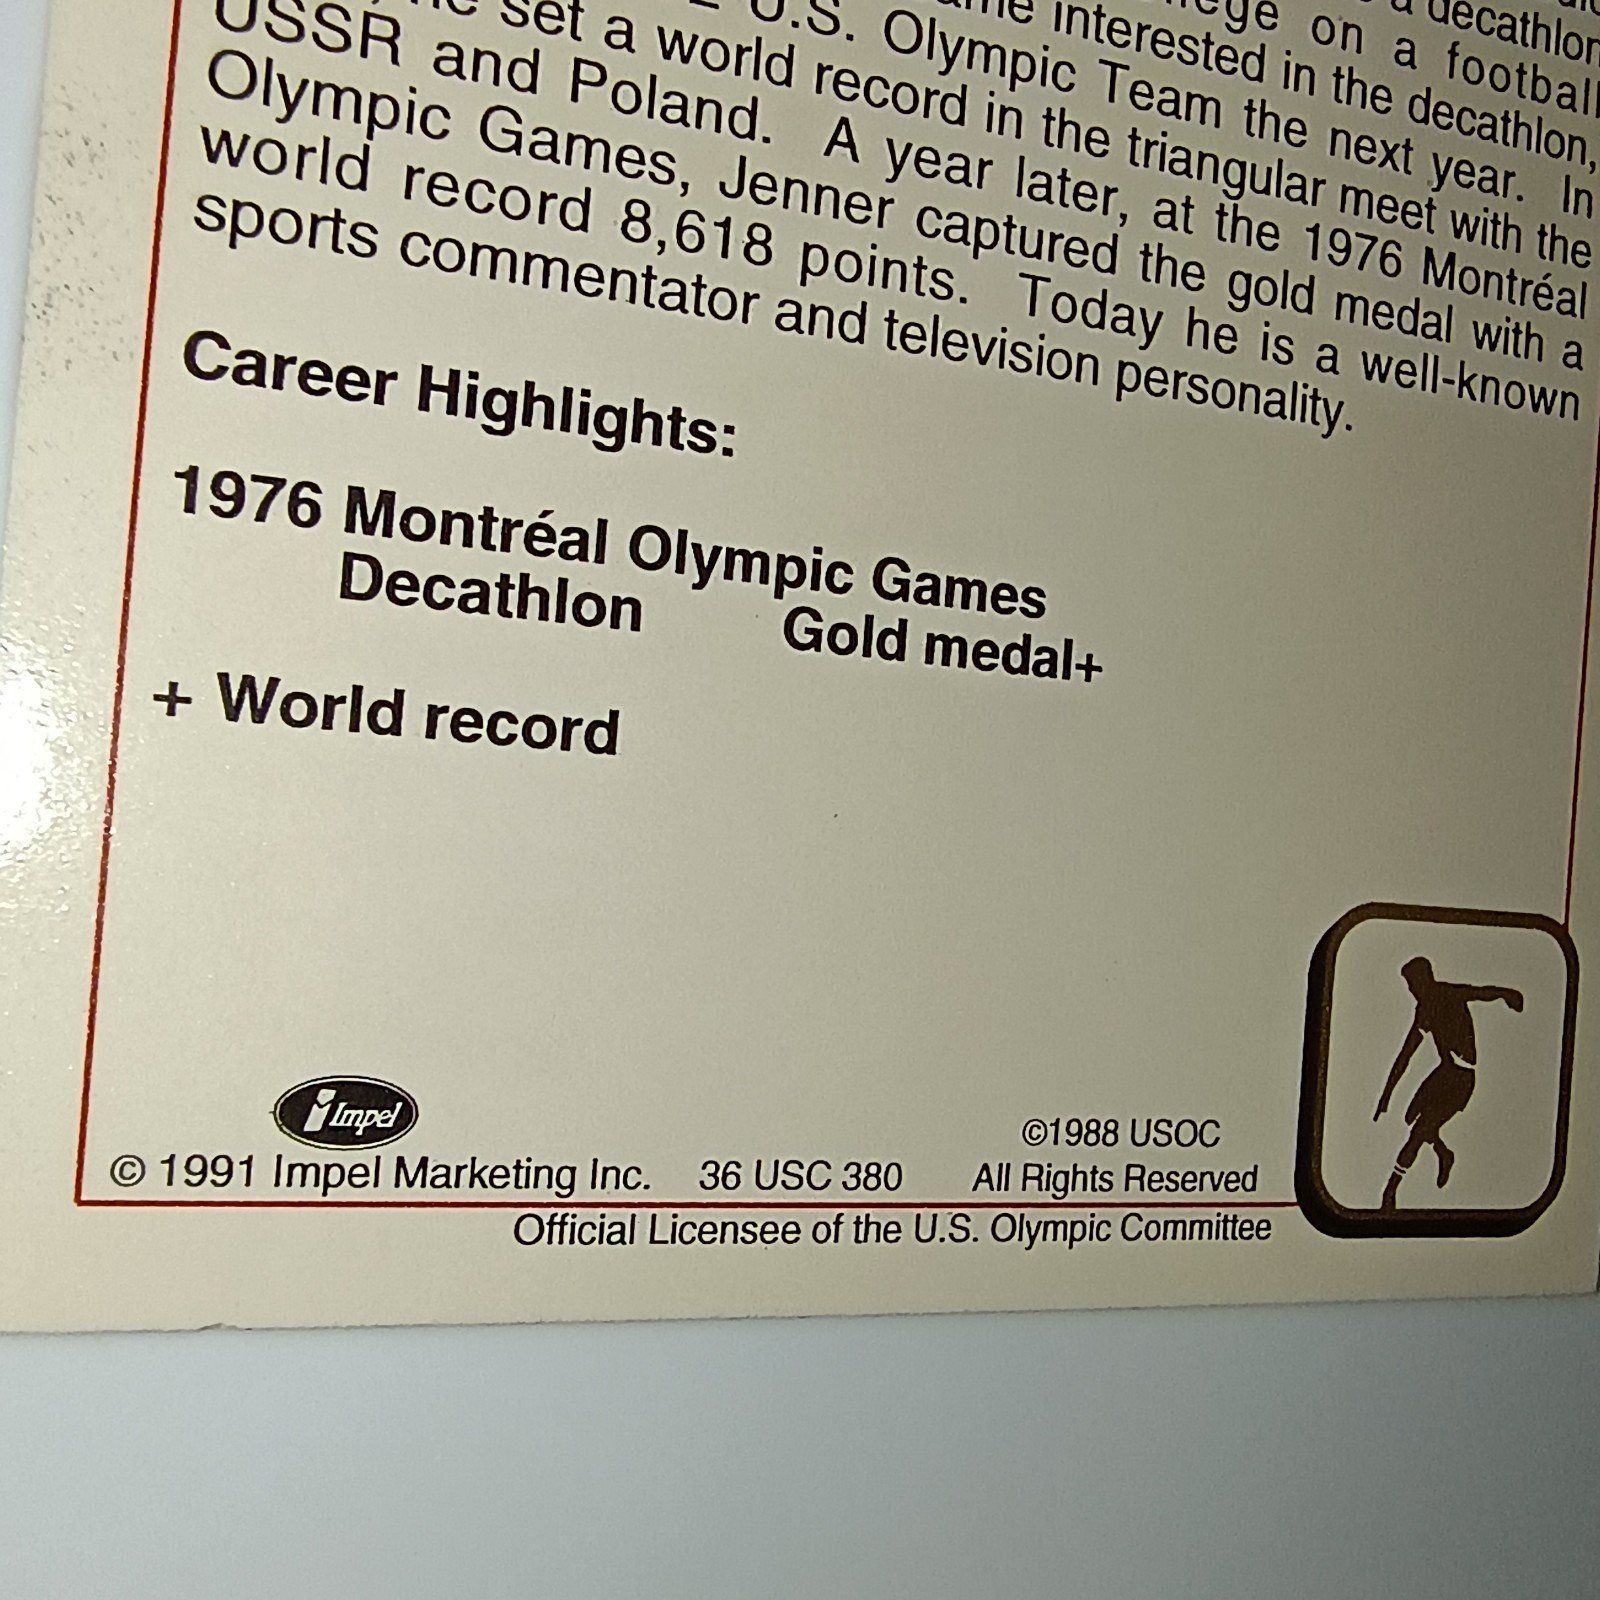 a decathlon
on a football
interested in the decathlon,
U.S. Olympic Team the next year. In
set a world record in the triangular meet with the
USSR and Poland. A year later, at the 1976 Montréal
Olympic Games, Jenner captured the gold medal with a
world record 8,618 points. Today he is a well-known
sports commentator and television personality.
Career Highlights:
1976 Montréal Olympic Games
Decathlon Gold medal+
+ World record
Impel
©1988 USOC
© 1991 Impel Marketing Inc. 36 USC 380 All Rights Reserved
Official Licensee of the U.S. Olympic Committee